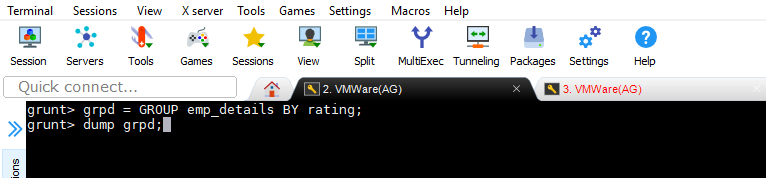 Terminal Sessions View X server Tools Games Settings Macros Help
Session Servers Tools Games Sessions View Split MultiExec Tunneling Packages Settings Help
Quick connect... 2. VMWare(AG) 3. VMWare(AG)
grunt> grpd = GROUP emp_details BY rating;
grunt> dump grpd;